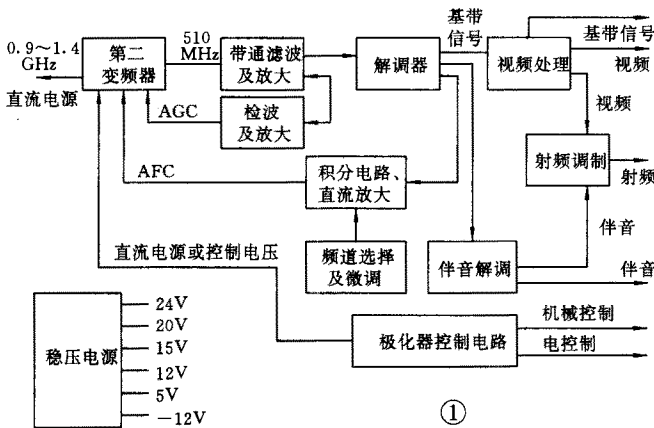 0.9～1.4
GHz
直流电源
第二
变频器
510
MHz
带通滤波
及放大
解调器
基带
信号
视频处理
基带信号
视频
视频
AGC
检波
及放大
射频调制
射频
AFC
积分电路、
直流放大
伴音
直流电源或控制电压
频道选择
及微调
伴音解调
伴音
稳压电源
24V
20V
15V
12V
5V
－12V
极化器控制电路
机械控制
电控制
①